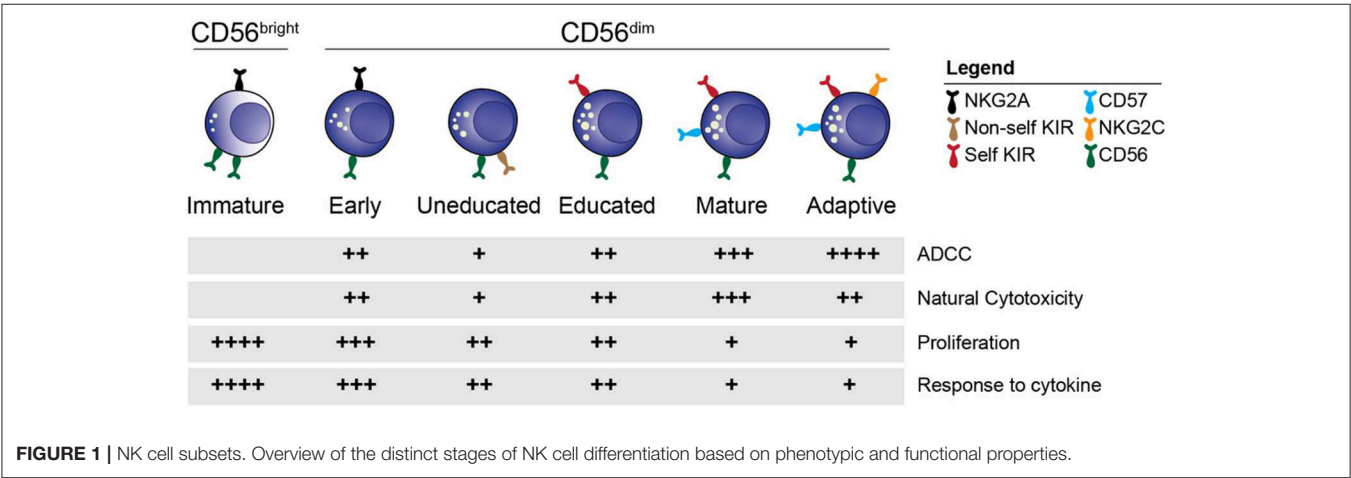 CD56bright CD56dim
Legend
NKG2A CD57
Non-self KIR NKG2C
Self KIR CD56
Immature Early Uneducated Educated Mature Adaptive
++ + ++ +++ ++++ ADCC
++ + ++ +++ ++ Natural Cytotoxicity
++++ +++ ++ ++ + + Proliferation
++++ +++ ++ ++ + + Response to cytokine
FIGURE 1 | NK cell subsets. Overview of the distinct stages of NK cell differentiation based on phenotypic and functional properties.